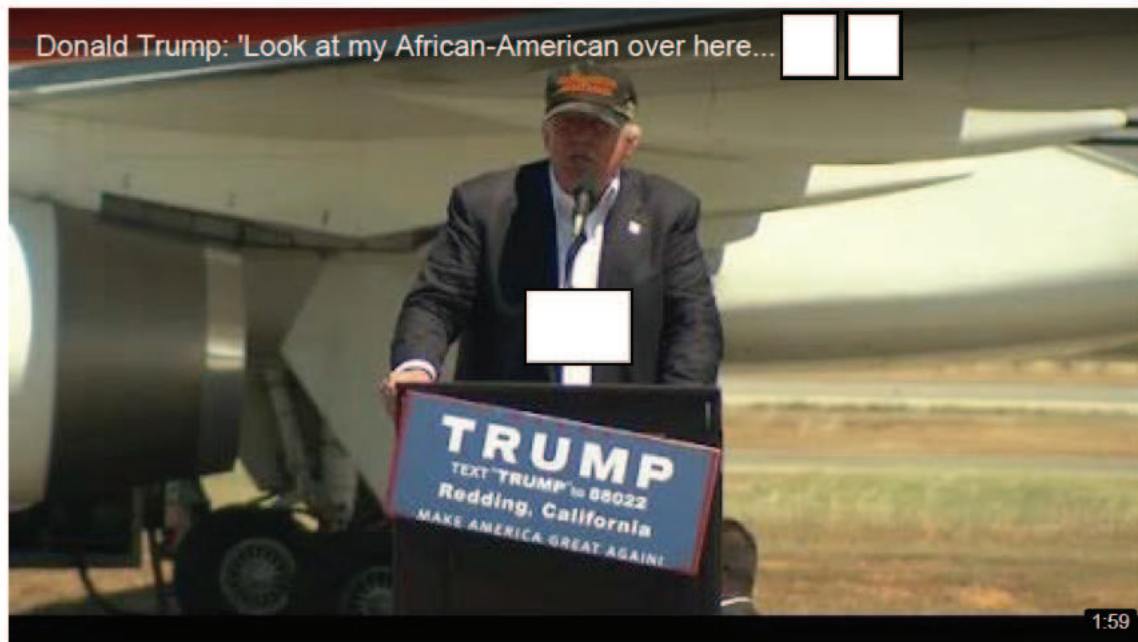 Donald Trump: 'Look at my African-American over here...
TRUMP
TEXT "TRUMP" to 88022
Redding, California
MAKE AMERICA GREAT AGAIN!
1:59